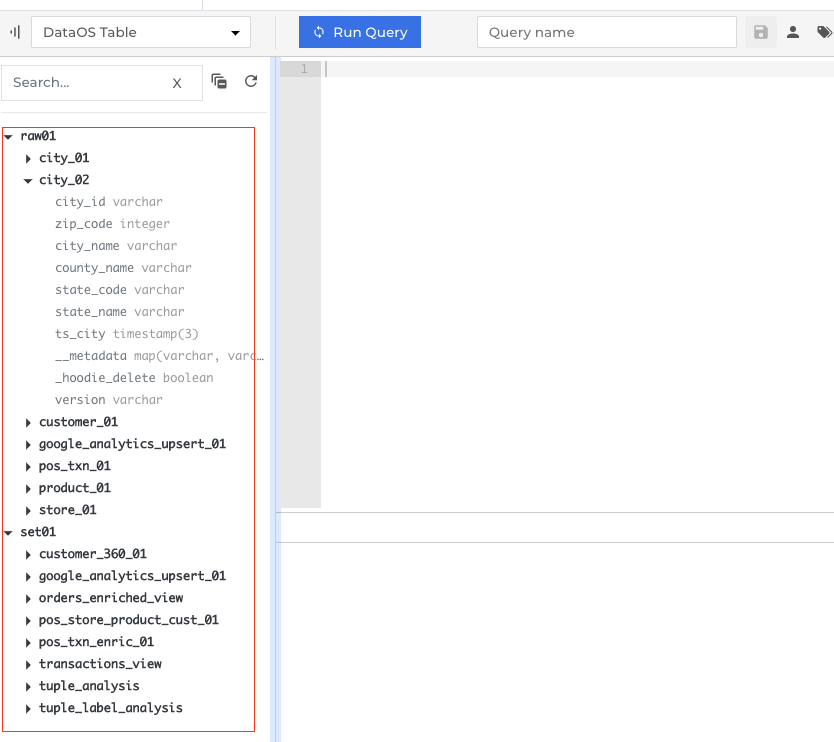 DataOS Table
Run Query
Query name
Search...
X
1
raw01
city_01
city_02
city_id varchar
zip_code integer
city_name varchar
county_name varchar
state_code varchar
state_name varchar
ts_city timestamp(3)
__metadata map(varchar, varc…
_hoodie_delete boolean
version varchar
customer_01
google_analytics_upsert_01
pos_txn_01
product_01
store_01
set01
customer_360_01
google_analytics_upsert_01
orders_enriched_view
pos_store_product_cust_01
pos_txn_enric_01
transactions_view
tuple_analysis
tuple_label_analysis